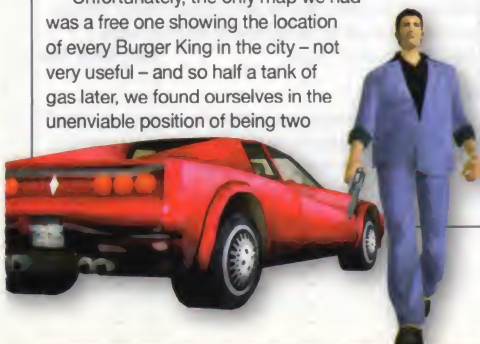 Unfortunately, the only map we had
was a free one showing the location
of every Burger King in the city – not
very useful – and so half a tank of
gas later, we found ourselves in the
unenviable position of being two